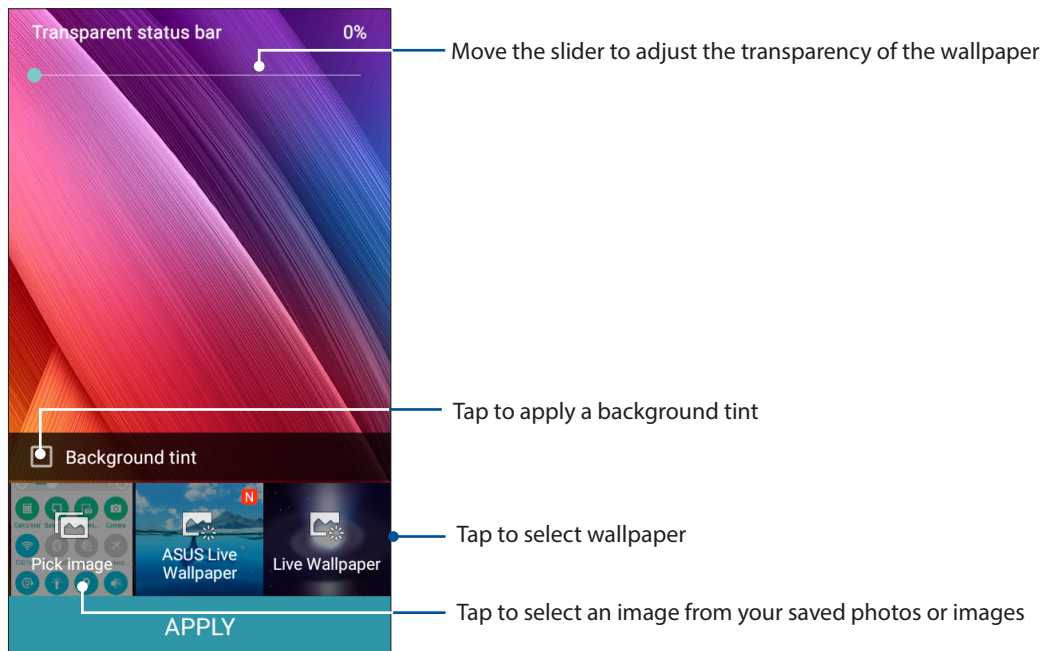 Transparent status bar 0%
Move the slider to adjust the transparency of the wallpaper
Tap to apply a background tint
Background tint
N
Calculator
Camera
Pick image
ASUS Live
Wallpaper
Live Wallpaper
Tap to select wallpaper
Tap to select an image from your saved photos or images
APPLY